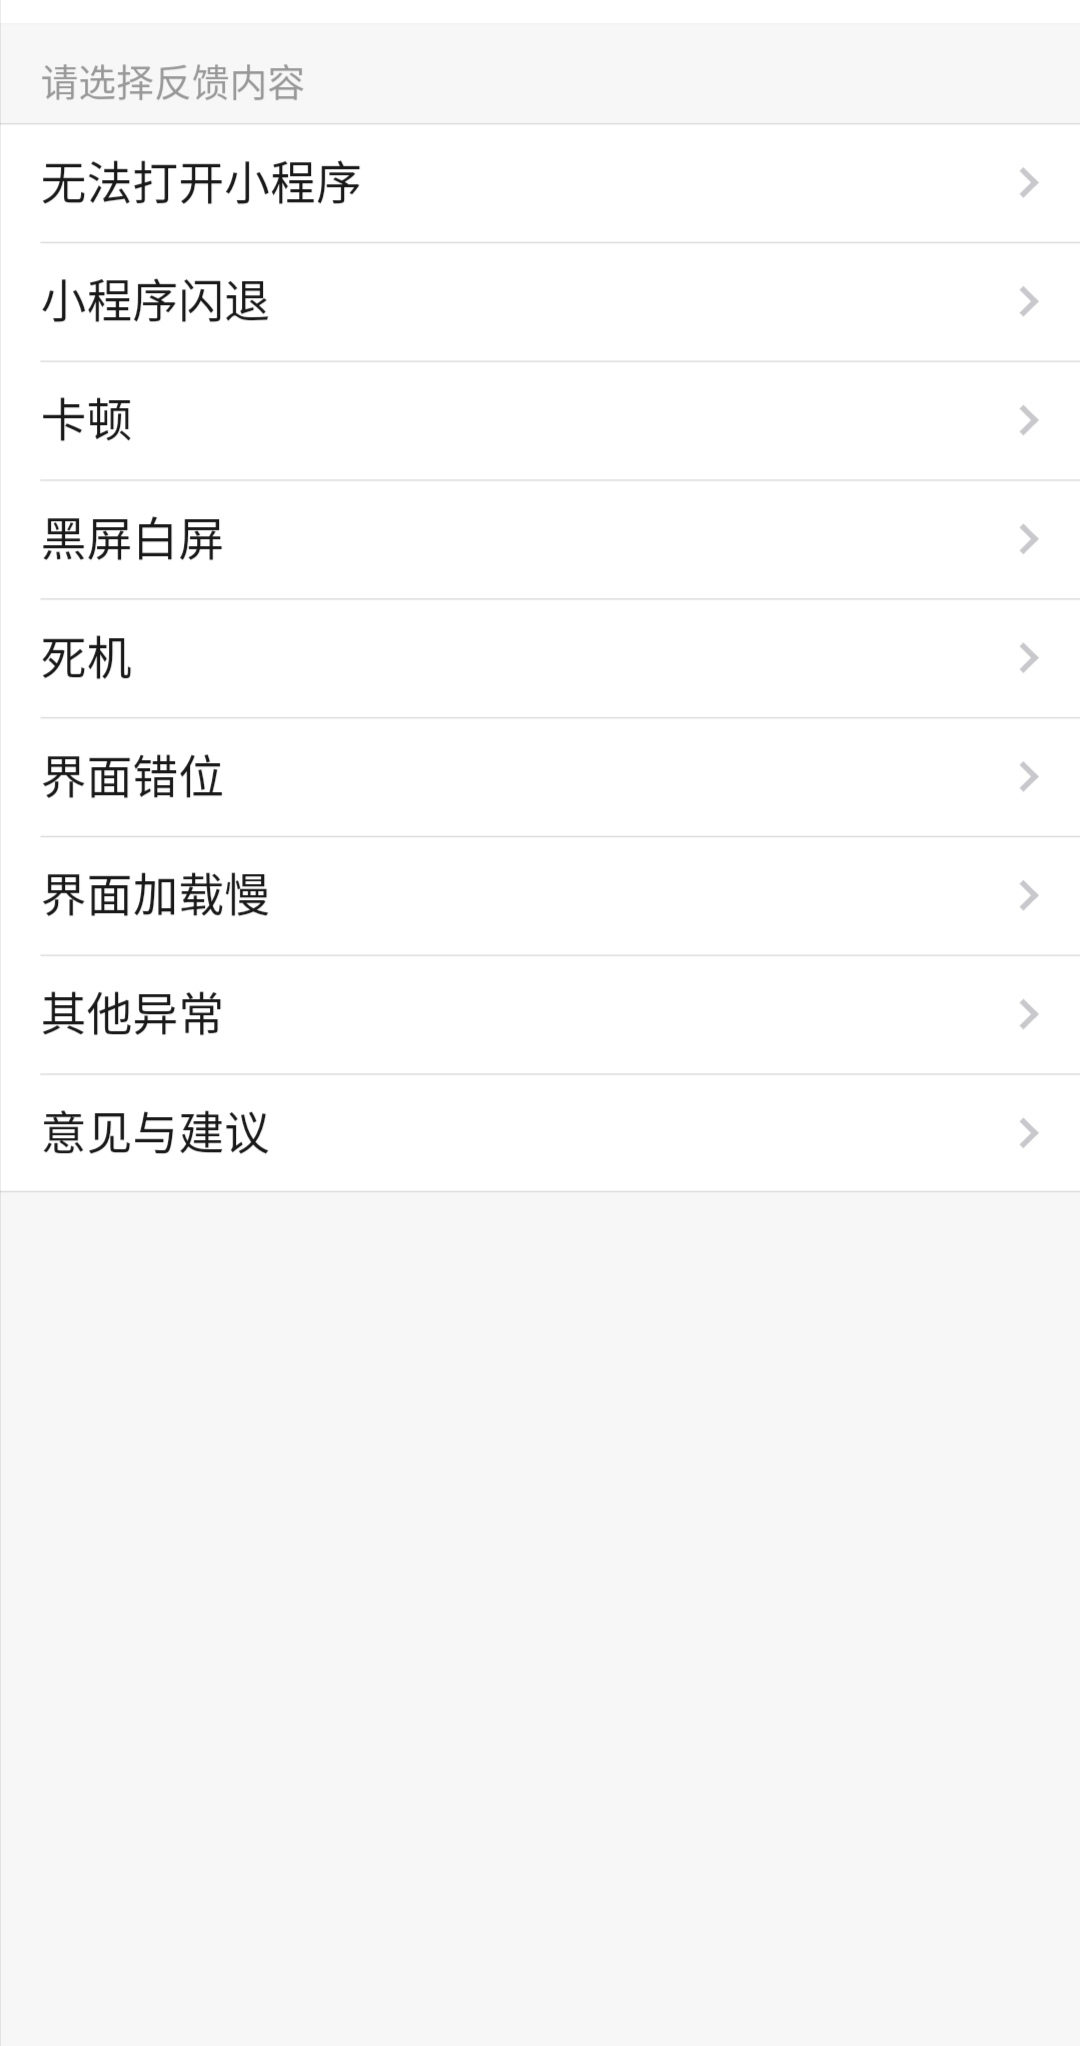 请选择反馈内容
无法打开小程序
小程序闪退
卡顿
黑屏白屏
死机
界面错位
界面加载慢
其他异常
意见与建议